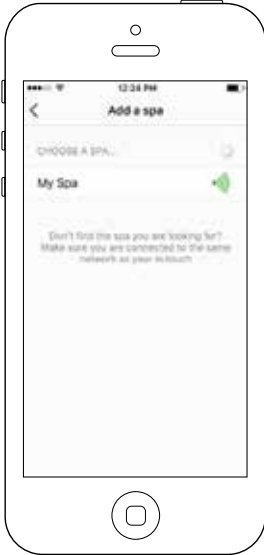 12:24 PM
Add a spa
CHOOSE A SPA...
My Spa
Don't find the spa you are looking for?
Make sure you are connected to the same
network as your in.touch